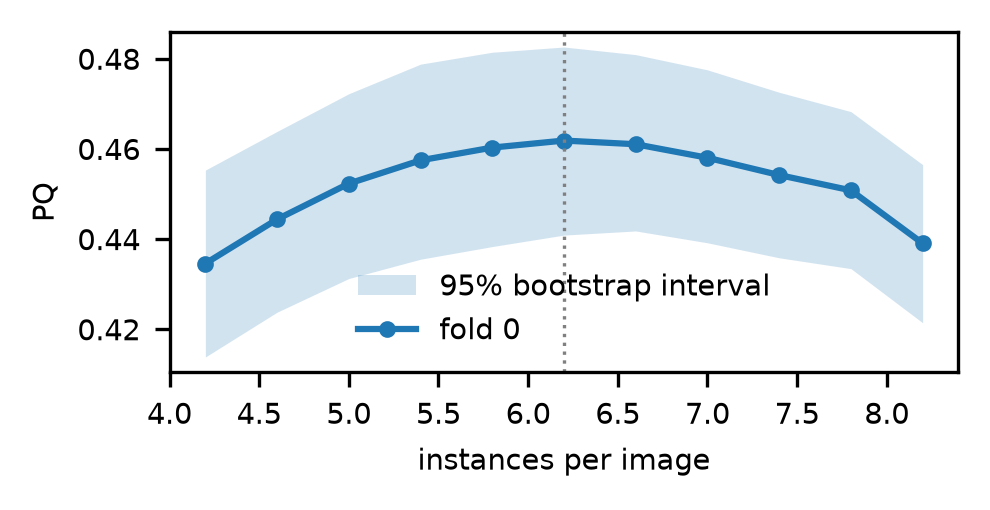 0.48
0.46
0.44
0.42
PQ
95% bootstrap interval
fold 0
4.0 4.5 5.0 5.5 6.0 6.5 7.0 7.5 8.0
instances per image